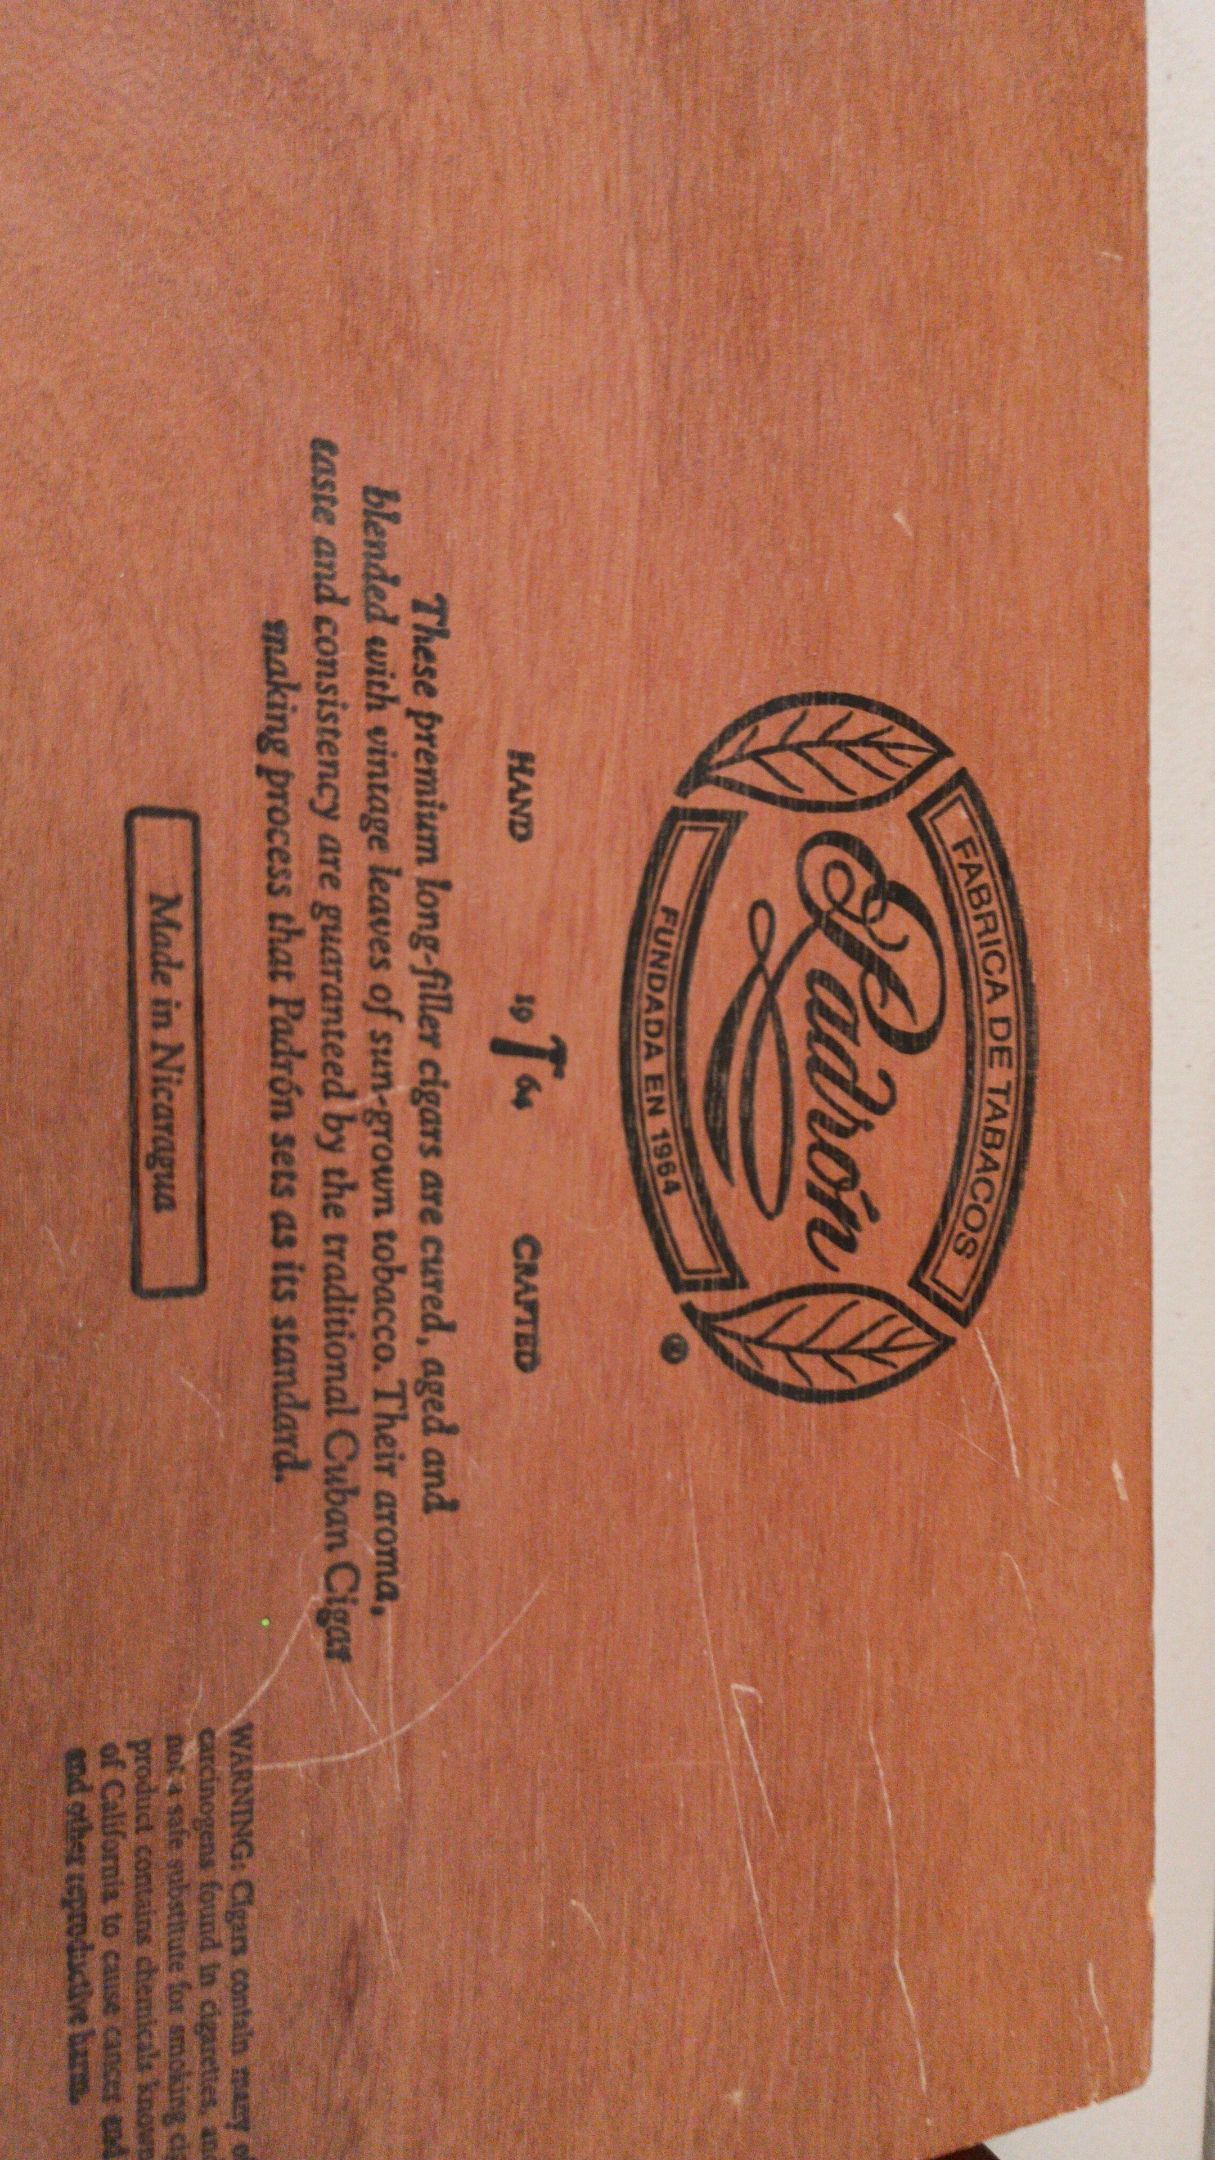 FABRICA DE TABACOS
Padrón
FUNDADA EN 1964
®
HAND 19 T 64 CRAFTED
These premium long-filler cigars are cured, aged and
blended with vintage leaves of sun-grown tobacco. Their aroma,
taste and consistency are guaranteed by the traditional Cuban Cigar
making process that Padrón sets as its standard.
Made in Nicaragua
WARNING: Cigars contain many of
carcinogens found in cigarettes, and
not a safe substitute for smoking
product contains chemicals known
of California to cause cancer and
and other reproductive harm.